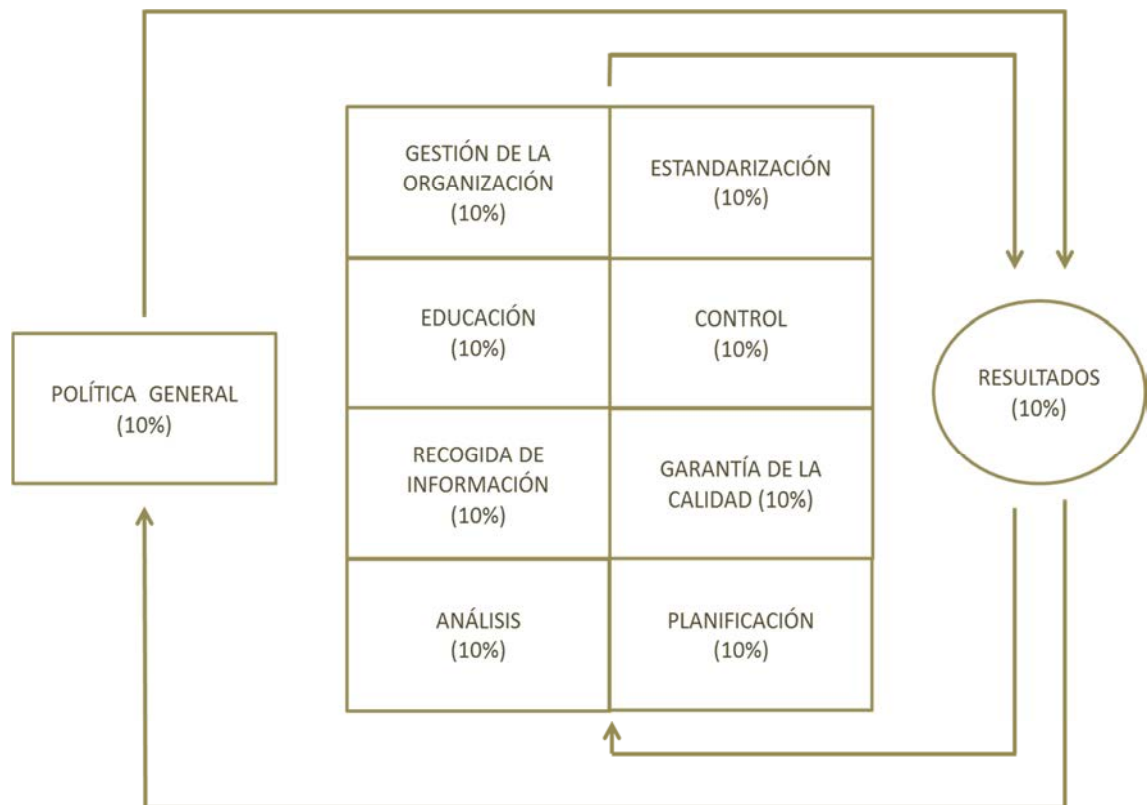 GESTIÓN DE LA
ORGANIZACIÓN
(10%)
ESTANDARIZACIÓN
(10%)
EDUCACIÓN
(10%)
CONTROL
(10%)
POLÍTICA GENERAL
(10%)
RESULTADOS
(10%)
RECOGIDA DE
INFORMACIÓN
(10%)
GARANTÍA DE LA
CALIDAD (10%)
ANÁLISIS
(10%)
PLANIFICACIÓN
(10%)